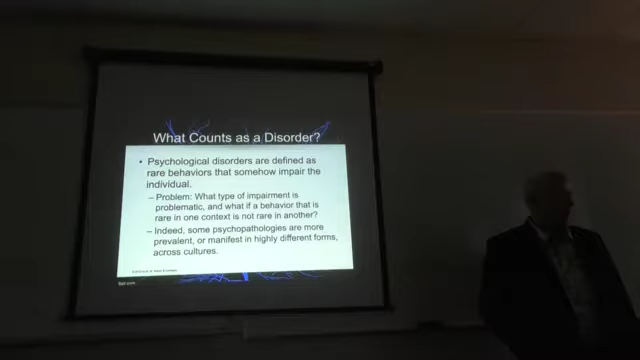 What Counts as a Disorder?
• Psychological disorders are defined as
rare behaviors that somehow impair the
individual.
– Problem: What type of impairment is
problematic, and what if a behavior that is
rare in one context is not rare in another?
– Indeed, some psychopathologies are more
prevalent, or manifest in highly different forms,
across cultures.